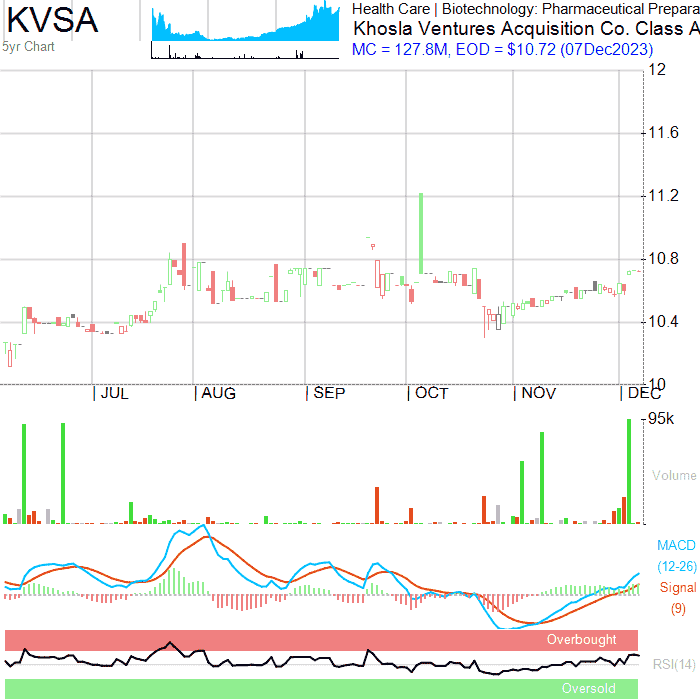 KVSA
5yr Chart
Health Care | Biotechnology: Pharmaceutical Prepara
Khosla Ventures Acquisition Co. Class A
MC = 127.8M, EOD = $10.72 (07Dec2023)
12
11.6
11.2
10.8
10.4
10
JUL
AUG
SEP
OCT
NOV
DEC
95k
Volume
MACD
(12-26)
Signal
(9)
Overbought
RSI(14)
Oversold